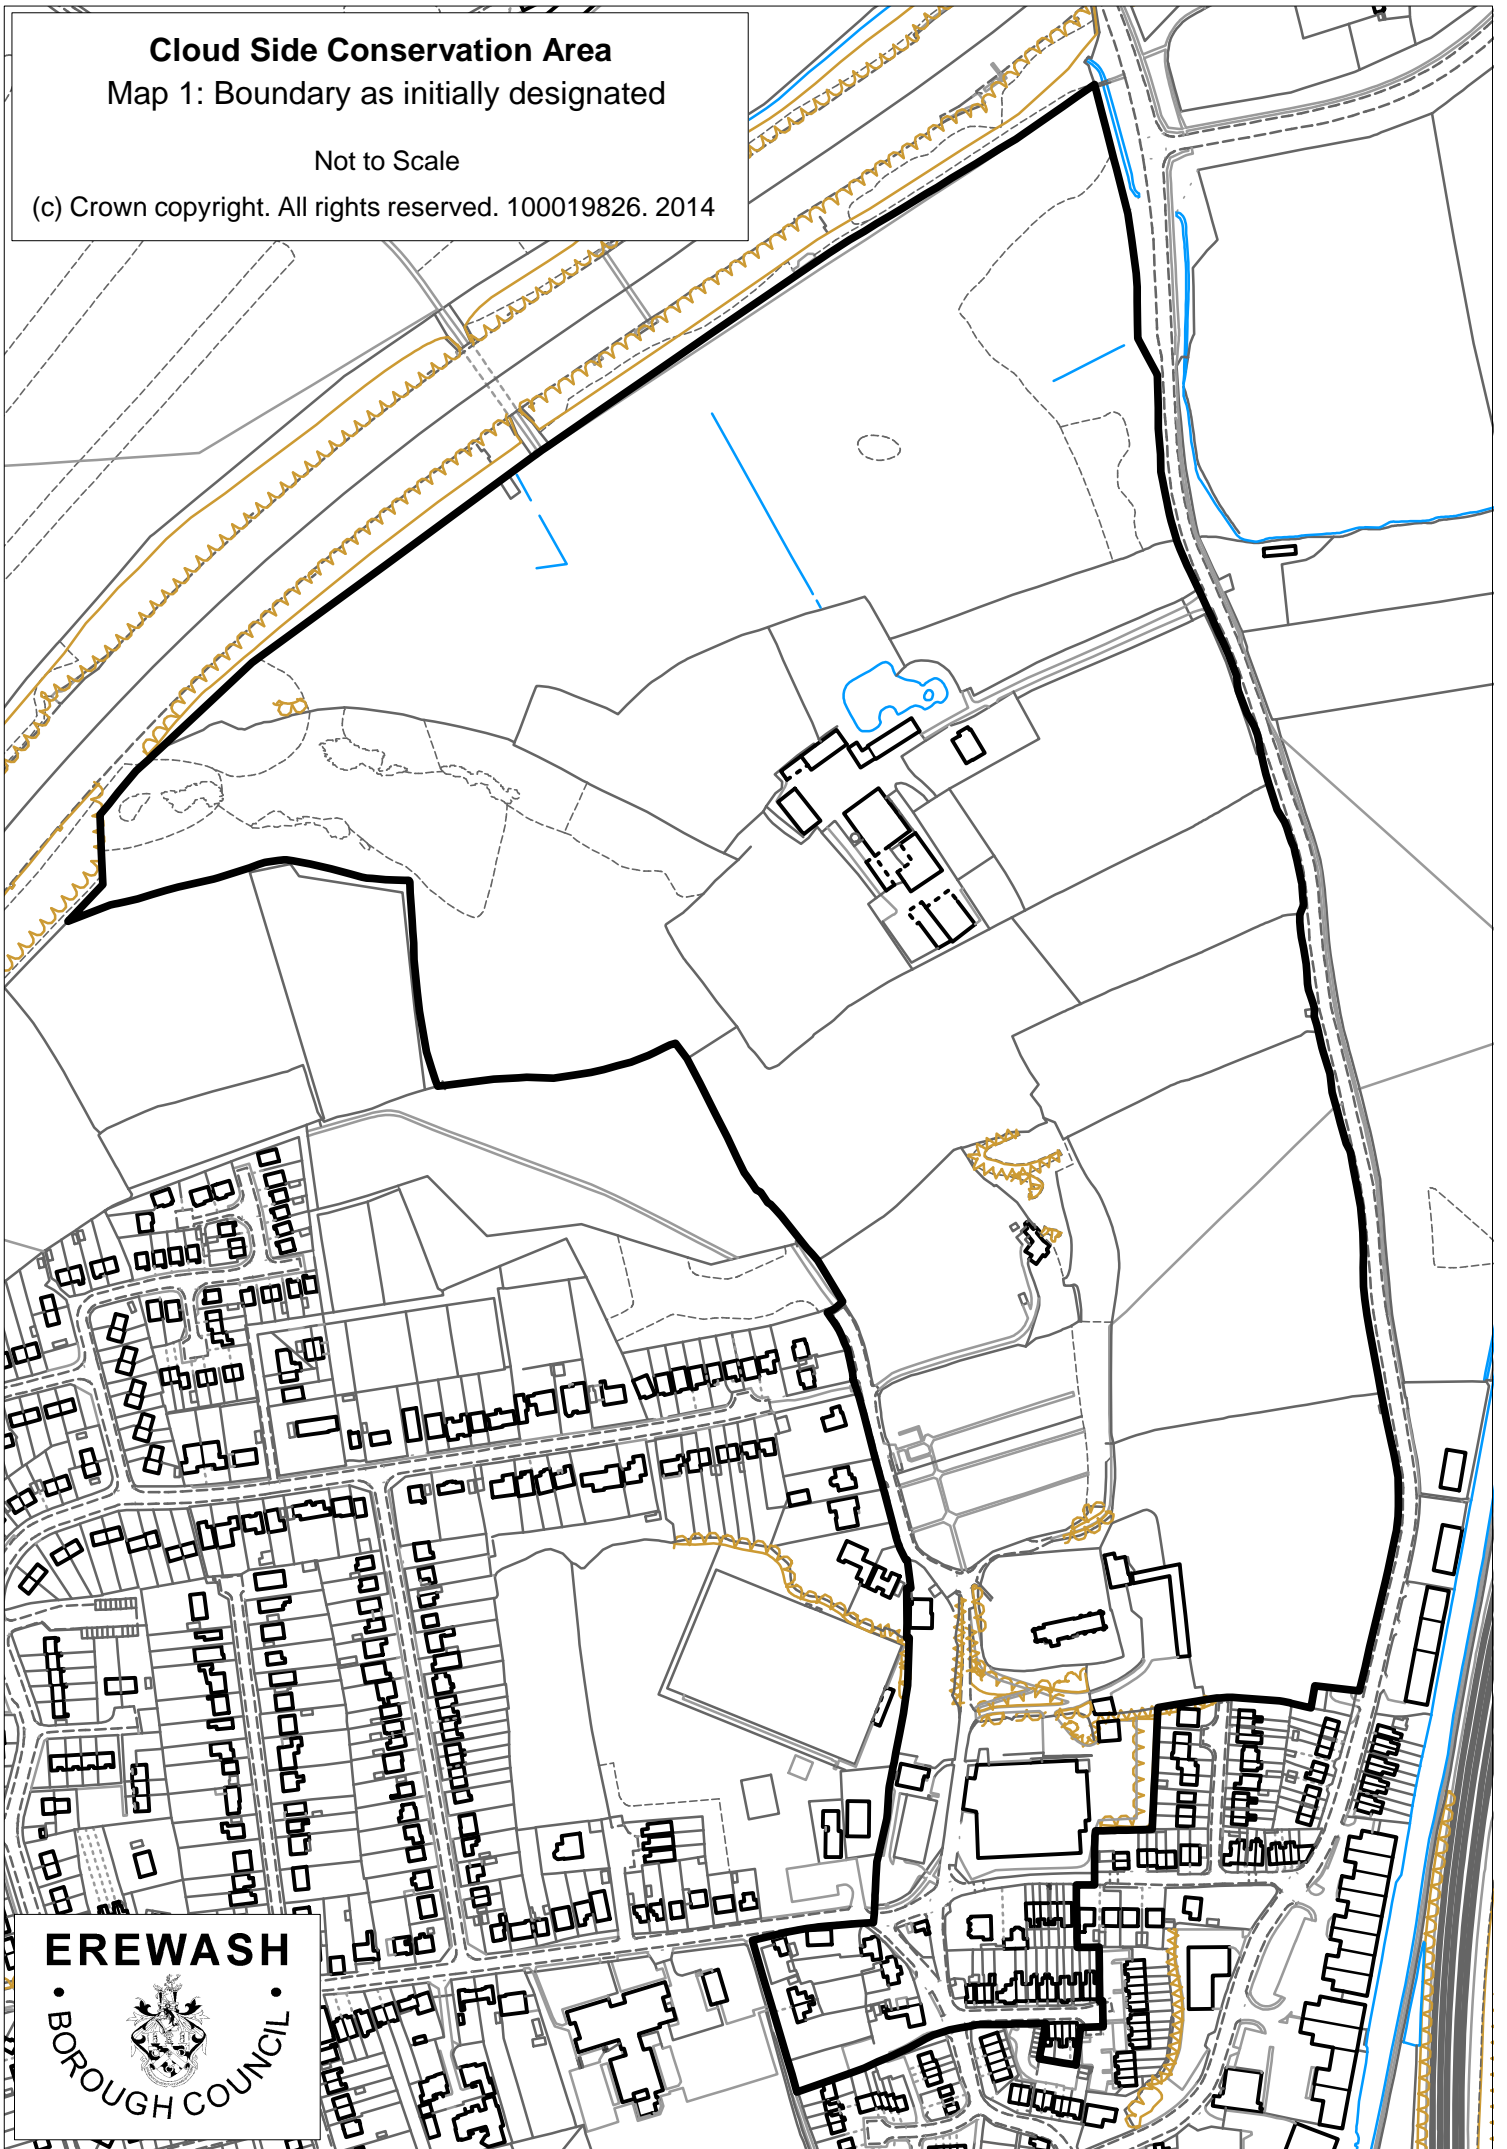 Cloud Side Conservation Area
Map 1: Boundary as initially designated
Not to Scale
(c) Crown copyright. All rights reserved. 100019826. 2014
EREWASH
• BOROUGH COUNCIL •